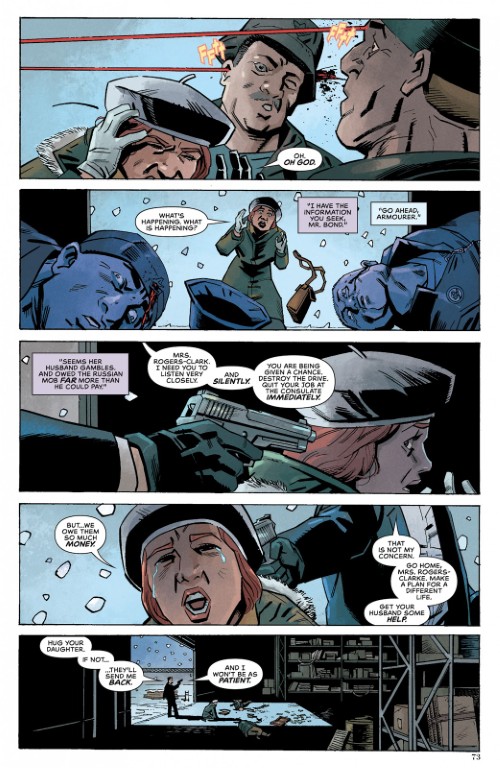 OH.
OH GOD.
WHAT'S
HAPPENING. WHAT
IS HAPPENING?
"I HAVE THE
INFORMATION
YOU SEEK,
MR. BOND."
"GO AHEAD,
ARMOURER."
"SEEMS HER
HUSBAND GAMBLES.
AND OWED THE RUSSIAN
MOB FAR MORE THAN
HE COULD PAY."
MRS.
ROGERS-CLARK.
I NEED YOU TO
LISTEN VERY
CLOSELY.
AND
SILENTLY.
YOU ARE BEING
GIVEN A CHANCE.
DESTROY THE DRIVE.
QUIT YOUR JOB AT
THE CONSULATE
IMMEDIATELY.
BUT...WE
OWE THEM
SO MUCH
MONEY.
THAT
IS NOT MY
CONCERN.
GO HOME,
MRS. ROGERS-
CLARKE. MAKE
A PLAN FOR A
DIFFERENT
LIFE.
GET YOUR
HUSBAND SOME
HELP.
HUG YOUR
DAUGHTER.
IF NOT...
...THEY'LL
SEND ME
BACK.
AND I
WON'T BE AS
PATIENT.
73